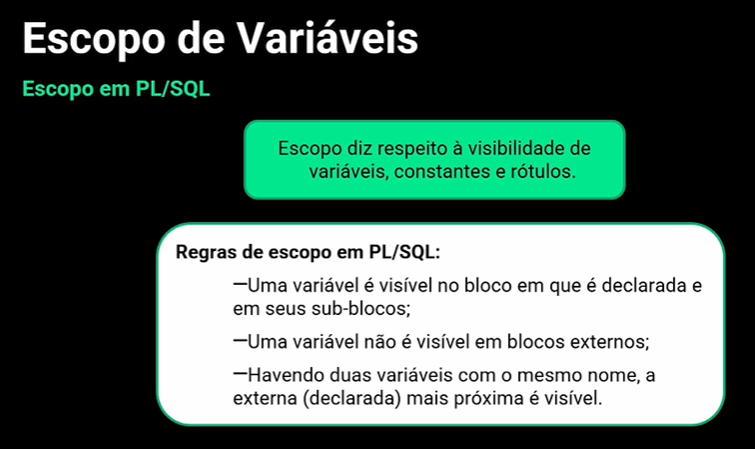 Escopo de Variáveis
Escopo em PL/SQL
Escopo diz respeito à visibilidade de
variáveis, constantes e rótulos.
Regras de escopo em PL/SQL:
—Uma variável é visível no bloco em que é declarada e
em seus sub-blocos;
—Uma variável não é visível em blocos externos;
—Havendo duas variáveis com o mesmo nome, a
externa (declarada) mais próxima é visível.